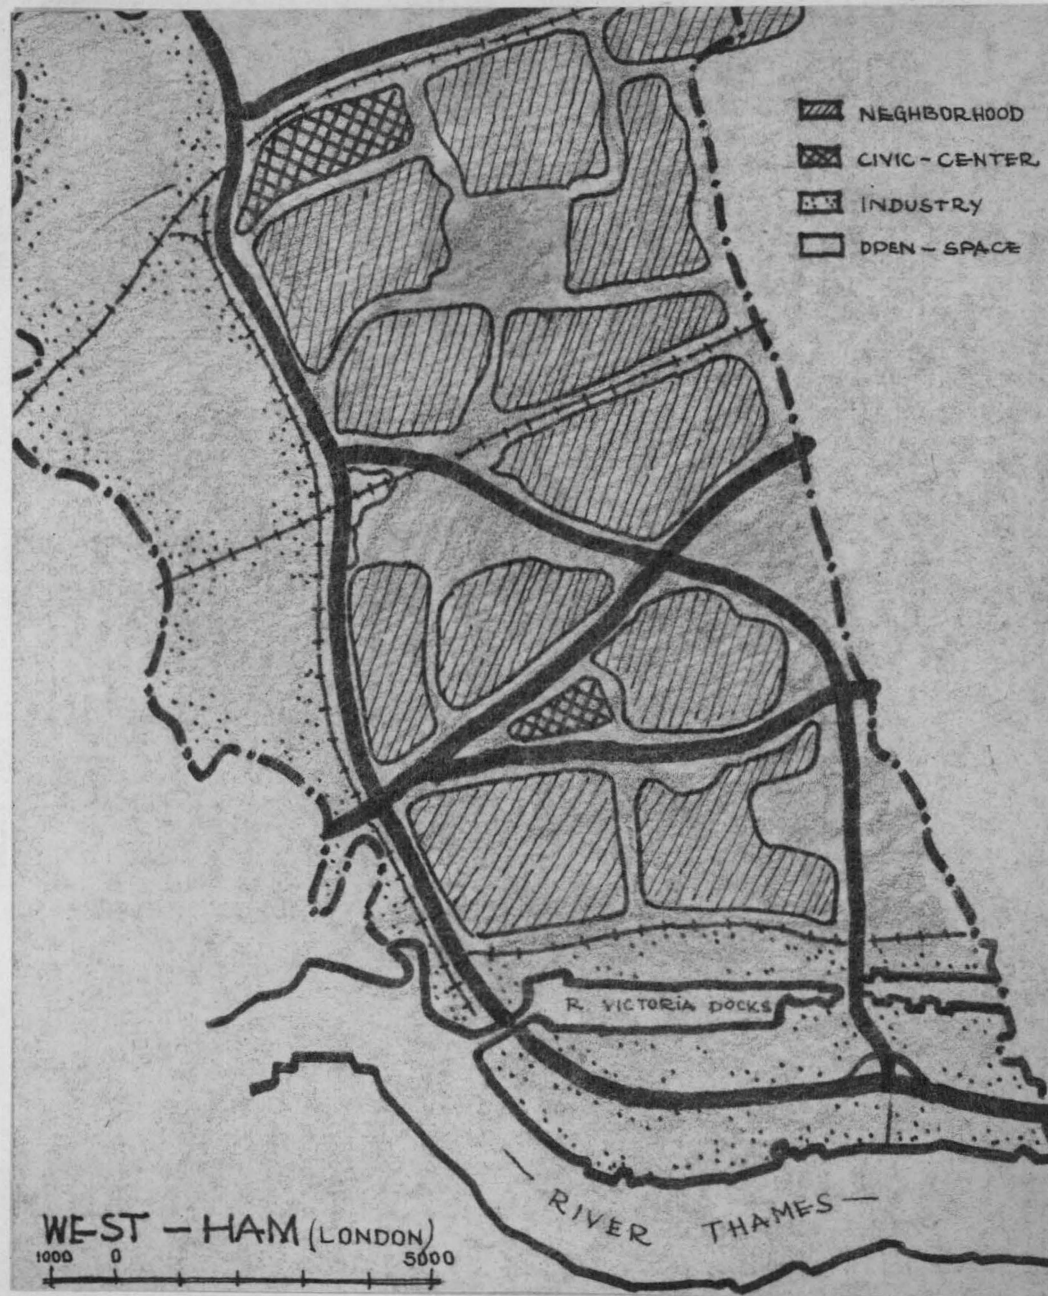 NEGHBORHOOD
CIVIC-CENTER
INDUSTRY
OPEN-SPACE
R. VICTORIA DOCKS
RIVER THAMES
WEST-HAM (LONDON)
1000 0 5000